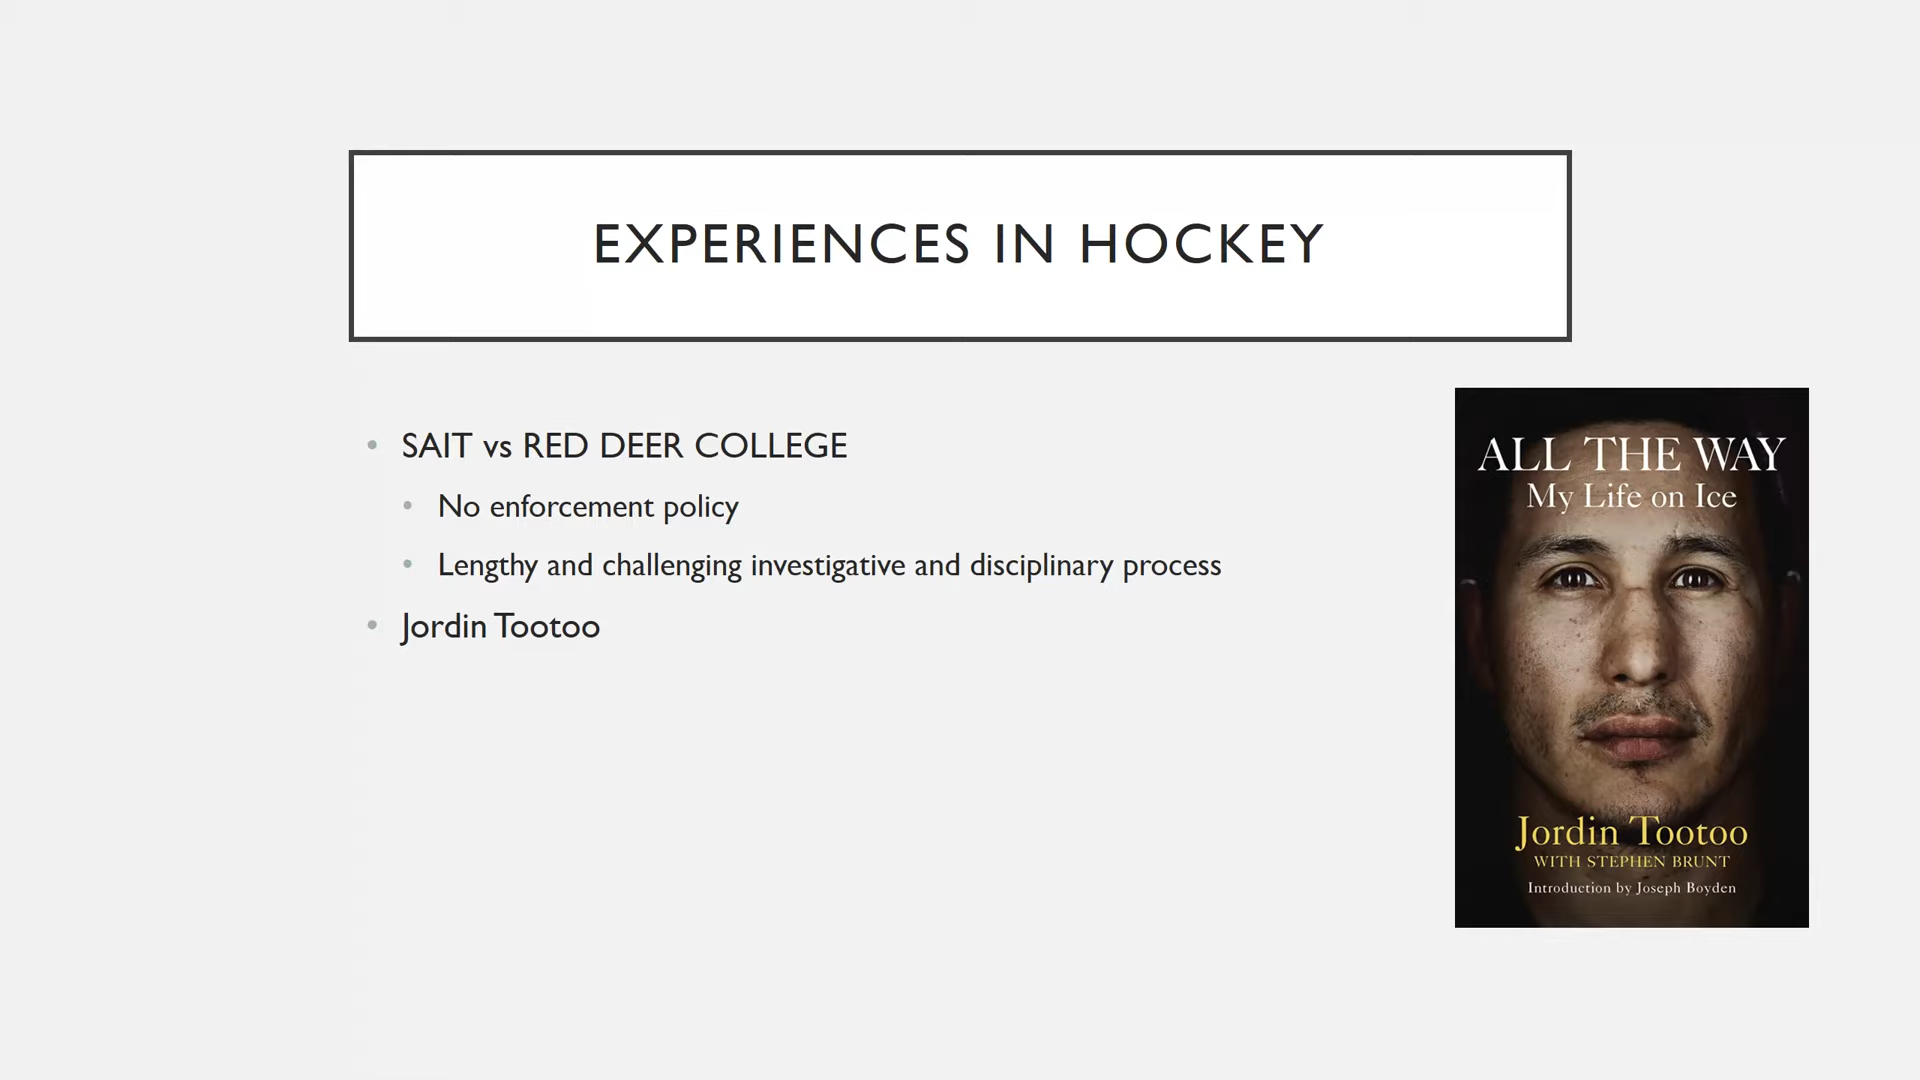 EXPERIENCES IN HOCKEY
SAIT vs RED DEER COLLEGE
No enforcement policy
Lengthy and challenging investigative and disciplinary process
Jordin Tootoo
ALL THE WAY
My Life on Ice
Jordin Tootoo
WITH STEPHEN BRUNT
Introduction by Joseph Boyden